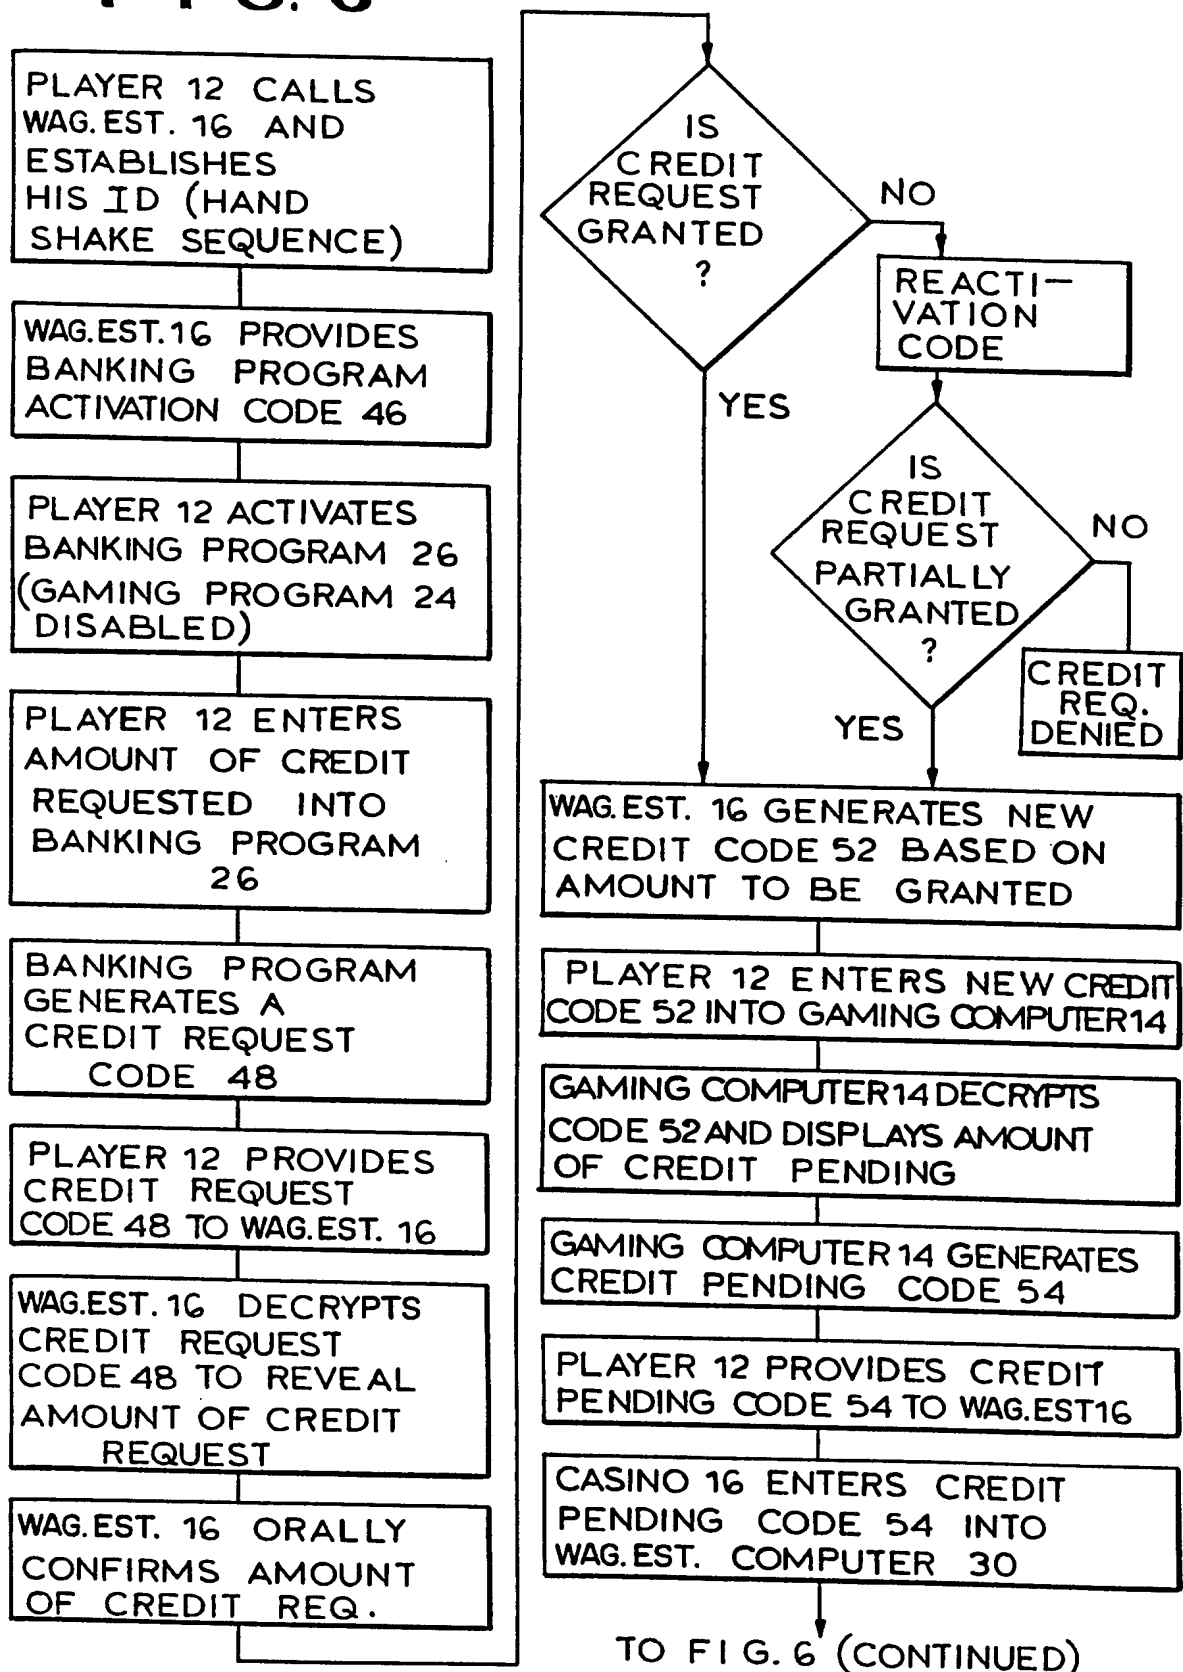 FIG. 6
PLAYER 12 CALLS
WAG.EST. 16 AND
ESTABLISHES
HIS ID (HAND
SHAKE SEQUENCE)
WAG.EST.16 PROVIDES
BANKING PROGRAM
ACTIVATION CODE 46
PLAYER 12 ACTIVATES
BANKING PROGRAM 26
(GAMING PROGRAM 24
DISABLED)
PLAYER 12 ENTERS
AMOUNT OF CREDIT
REQUESTED INTO
BANKING PROGRAM
26
BANKING PROGRAM
GENERATES A
CREDIT REQUEST
CODE 48
PLAYER 12 PROVIDES
CREDIT REQUEST
CODE 48 TO WAG.EST. 16
WAG.EST.16 DECRYPTS
CREDIT REQUEST
CODE 48 TO REVEAL
AMOUNT OF CREDIT
REQUEST
WAG.EST. 16 ORALLY
CONFIRMS AMOUNT
OF CREDIT REQ.
IS
CREDIT
REQUEST
GRANTED
?
NO
YES
REACTI-
VATION
CODE
IS
CREDIT
REQUEST
PARTIALLY
GRANTED
?
NO
YES
CREDIT
REQ.
DENIED
WAG.EST. 16 GENERATES NEW
CREDIT CODE 52 BASED ON
AMOUNT TO BE GRANTED
PLAYER 12 ENTERS NEW CREDIT
CODE 52 INTO GAMING COMPUTER 14
GAMING COMPUTER 14 DECRYPTS
CODE 52 AND DISPLAYS AMOUNT
OF CREDIT PENDING
GAMING COMPUTER 14 GENERATES
CREDIT PENDING CODE 54
PLAYER 12 PROVIDES CREDIT
PENDING CODE 54 TO WAG.EST16
CASINO 16 ENTERS CREDIT
PENDING CODE 54 INTO
WAG.EST. COMPUTER 30
TO FIG. 6 (CONTINUED)